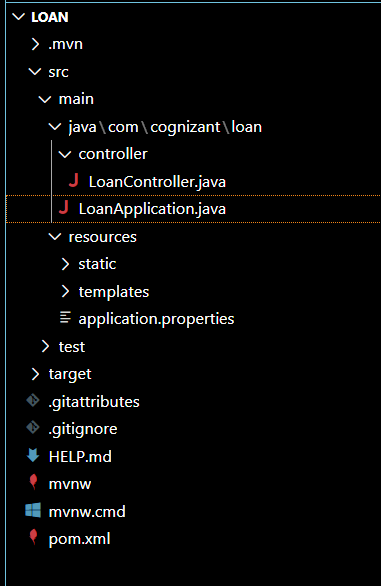 LOAN
.mvn
src
main
java\com\cognizant\loan
controller
LoanController.java
LoanApplication.java
resources
static
templates
application.properties
test
target
.gitattributes
.gitignore
HELP.md
mvnw
mvnw.cmd
pom.xml